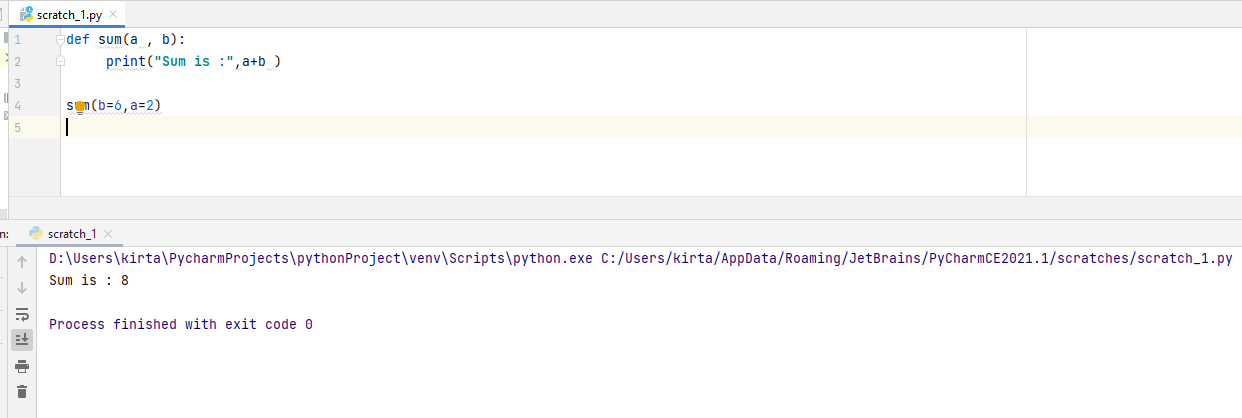 scratch_1.py
1 def sum(a , b):
2 print("Sum is :",a+b )
3
4 sum(b=6,a=2)
5
n: scratch_1
D:\Users\kirta\PycharmProjects\pythonProject\venv\Scripts\python.exe C:/Users/kirta/AppData/Roaming/JetBrains/PyCharmCE2021.1/scratches/scratch_1.py
Sum is : 8
Process finished with exit code 0